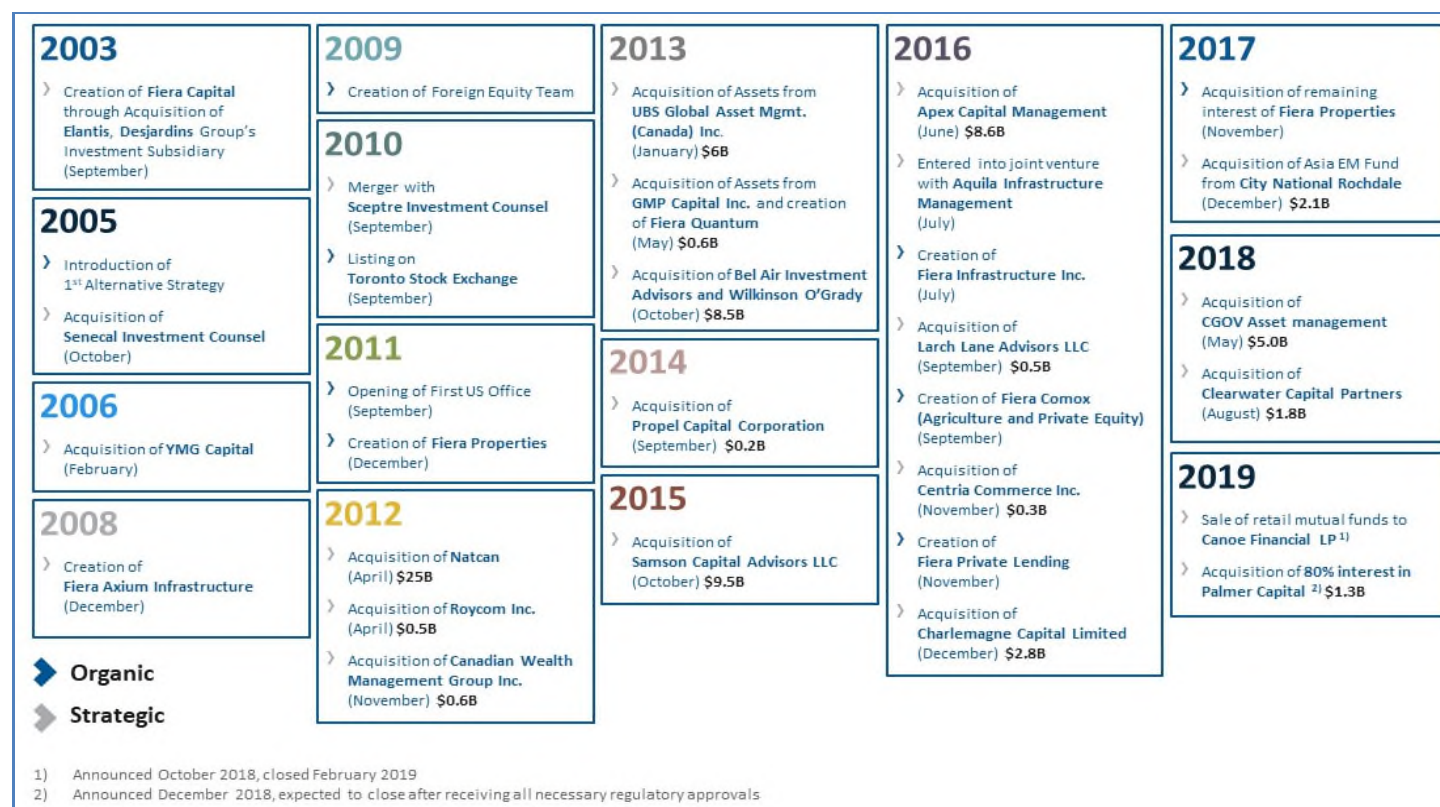 2003
Creation of Fiera Capital
through Acquisition of
Elantis, Desjardins Group's
Investment Subsidiary
(September)
2005
Introduction of
1st Alternative Strategy
Acquisition of
Senecal Investment Counsel
(October)
2006
Acquisition of YMG Capital
(February)
2008
Creation of
Fiera Axium Infrastructure
(December)
Organic
Strategic
2009
Creation of Foreign Equity Team
2010
Merger with
Sceptre Investment Counsel
(September)
Listing on
Toronto Stock Exchange
(September)
2011
Opening of First US Office
(September)
Creation of Fiera Properties
(December)
2012
Acquisition of Natcan
(April) $25B
Acquisition of Roycom Inc.
(April) $0.5B
Acquisition of Canadian Wealth
Management Group Inc.
(November) $0.6B
2013
Acquisition of Assets from
UBS Global Asset Mgmt.
(Canada) Inc.
(January) $6B
Acquisition of Assets from
GMP Capital Inc. and creation
of Fiera Quantum
(May) $0.6B
Acquisition of Bel Air Investment
Advisors and Wilkinson O'Grady
(October) $8.5B
2014
Acquisition of
Propel Capital Corporation
(September) $0.2B
2015
Acquisition of
Samson Capital Advisors LLC
(October) $9.5B
2016
Acquisition of
Apex Capital Management
(June) $8.6B
Entered into joint venture
with Aquila Infrastructure
Management
(July)
Creation of
Fiera Infrastructure Inc.
(July)
Acquisition of
Larch Lane Advisors LLC
(September) $0.5B
Creation of Fiera Comox
(Agriculture and Private Equity)
(September)
Acquisition of
Centria Commerce Inc.
(November) $0.3B
Creation of
Fiera Private Lending
(November)
Acquisition of
Charlemagne Capital Limited
(December) $2.8B
2017
Acquisition of remaining
interest of Fiera Properties
(November)
Acquisition of Asia EM Fund
from City National Rochdale
(December) $2.1B
2018
Acquisition of
CGOV Asset management
(May) $5.0B
Acquisition of
Clearwater Capital Partners
(August) $1.8B
2019
Sale of retail mutual funds to
Canoe Financial LP 1)
Acquisition of 80% interest in
Palmer Capital 2) $1.3B
1) Announced October 2018, closed February 2019
2) Announced December 2018, expected to close after receiving all necessary regulatory approvals